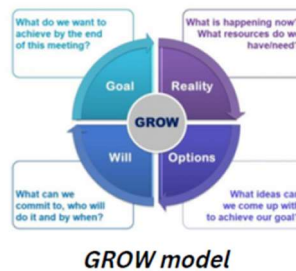 What do we want to
achieve by the end
of this meeting?
What is happening now?
What resources do we
have/need?
Goal
Reality
GROW
Will
Options
What can we
commit to, who will
do it and by when?
What ideas can
we come up with
to achieve our goal?
GROW model